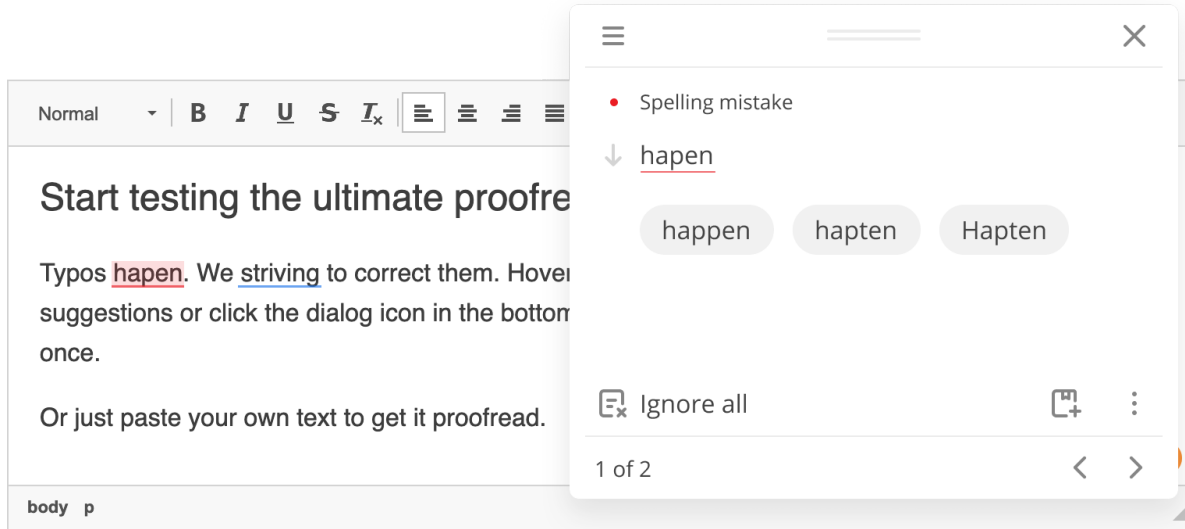 Normal
B I U S Tx
Start testing the ultimate proofre
Typos hapen. We striving to correct them. Hover
suggestions or click the dialog icon in the bottom
once.
Or just paste your own text to get it proofread.
body p
Spelling mistake
hapen
happen hapten Hapten
Ignore all
1 of 2